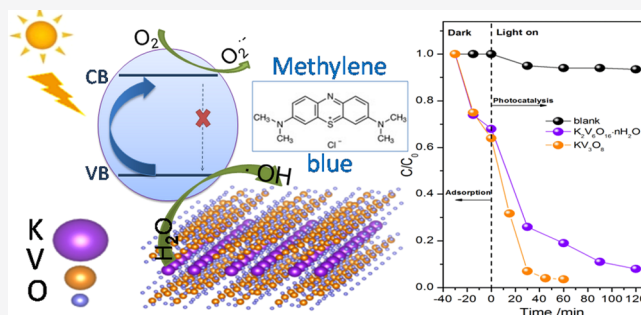 O₂
O₂·⁻
CB
VB
Methylene
blue
N
H₃C
N
CH₃
S⁺
N
CH₃
CH₃
Cl⁻
·OH
H₂O
K
V
O
Dark
Light on
1.0
0.8
0.6
0.4
0.2
0.0
C/C₀
Photocatalysis
Adsorption
blank
K₂V₆O₁₆·nH₂O
KV₃O₈
-40 -20 0 20 40 60 80 100 120
Time /min